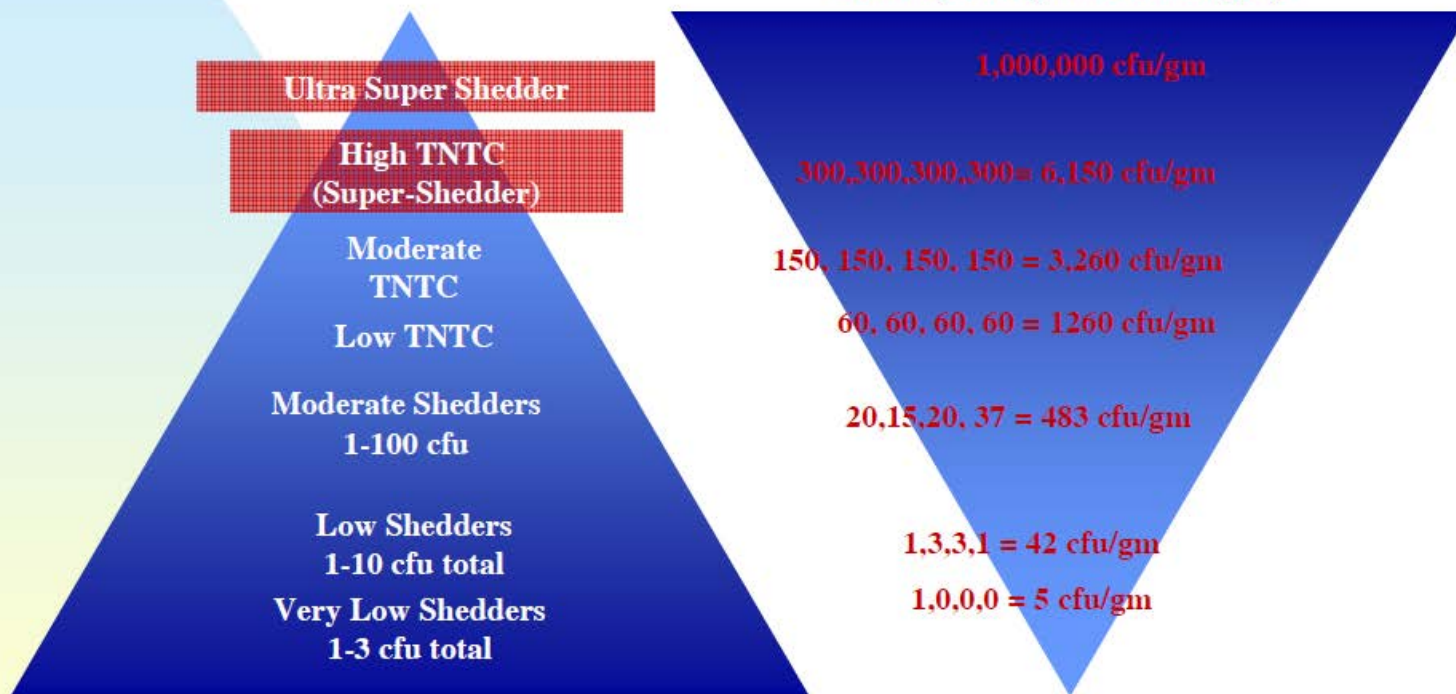 Ultra Super Shedder
High TNTC
(Super-Shedder)
Moderate
TNTC
Low TNTC
Moderate Shedders
1-100 cfu
Low Shedders
1-10 cfu total
Very Low Shedders
1-3 cfu total
1,000,000 cfu/gm
300,300,300,300= 6,150 cfu/gm
150, 150, 150, 150 = 3,260 cfu/gm
60, 60, 60, 60 = 1260 cfu/gm
20,15,20, 37 = 483 cfu/gm
1,3,3,1 = 42 cfu/gm
1,0,0,0 = 5 cfu/gm